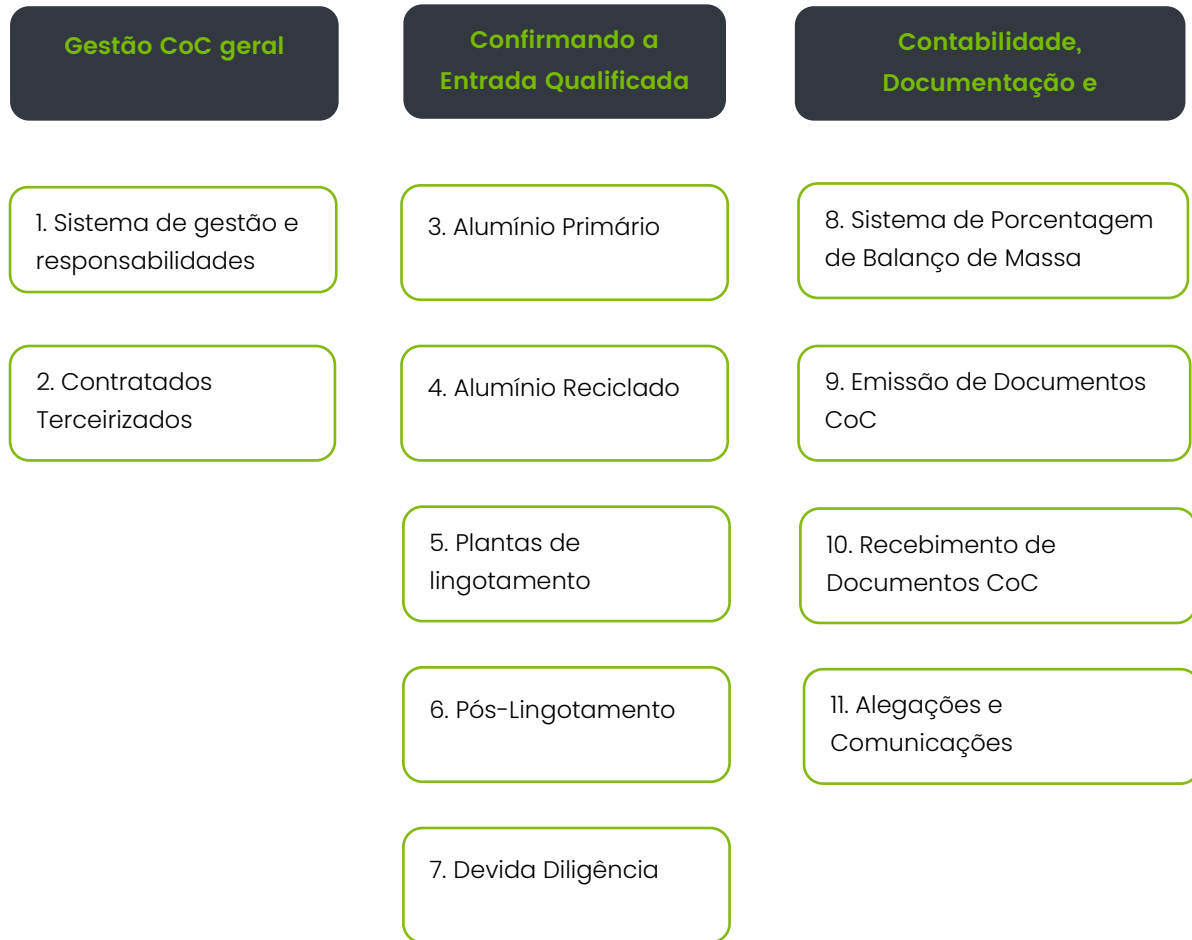 Gestão CoC geral
Confirmando a
Entrada Qualificada
Contabilidade,
Documentação e
1. Sistema de gestão e
responsabilidades
2. Contratados
Terceirizados
3. Alumínio Primário
4. Alumínio Reciclado
5. Plantas de
lingotamento
6. Pós-Lingotamento
7. Devida Diligência
8. Sistema de Porcentagem
de Balanço de Massa
9. Emissão de Documentos
CoC
10. Recebimento de
Documentos CoC
11. Alegações e
Comunicações